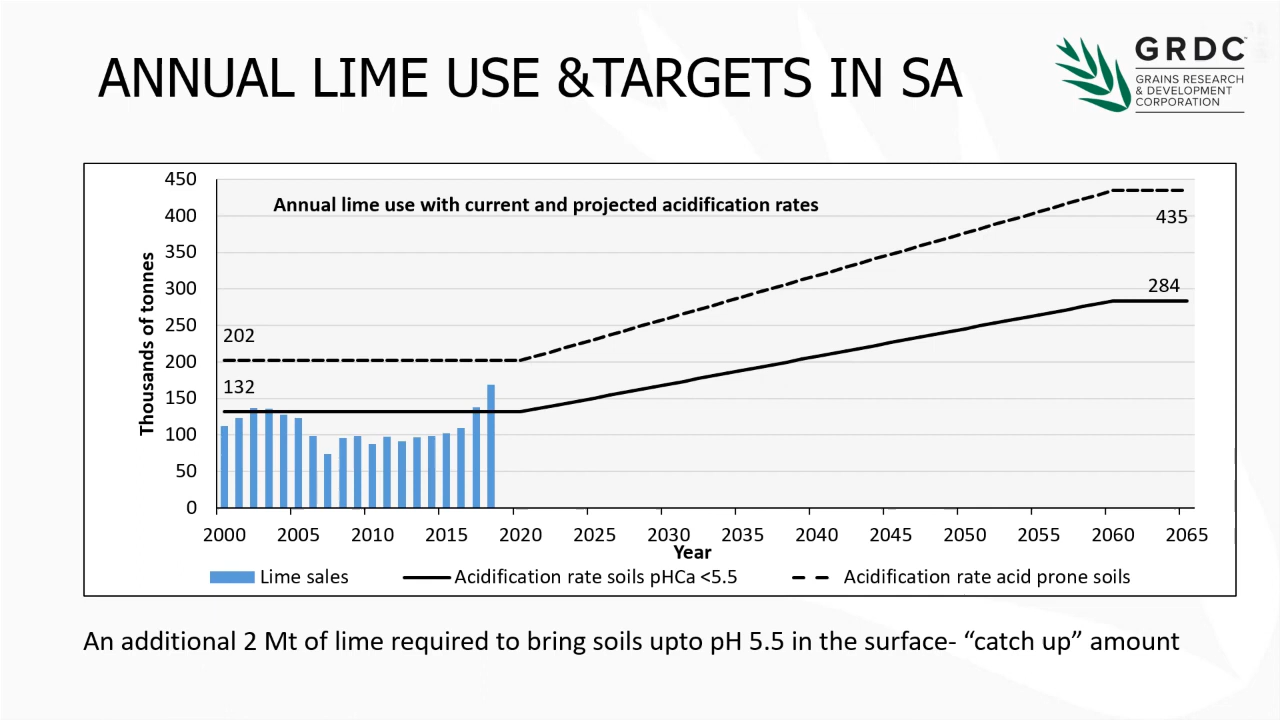 ANNUAL LIME USE &TARGETS IN SA
GRDC™
GRAINS RESEARCH
& DEVELOPMENT
CORPORATION
Annual lime use with current and projected acidification rates
Thousands of tonnes
450
400
350
300
250
200
150
100
50
0
202
132
435
284
2000 2005 2010 2015 2020 2025 2030 2035 2040 2045 2050 2055 2060 2065
Year
Lime sales Acidification rate soils pHCa <5.5 Acidification rate acid prone soils
An additional 2 Mt of lime required to bring soils upto pH 5.5 in the surface- “catch up” amount